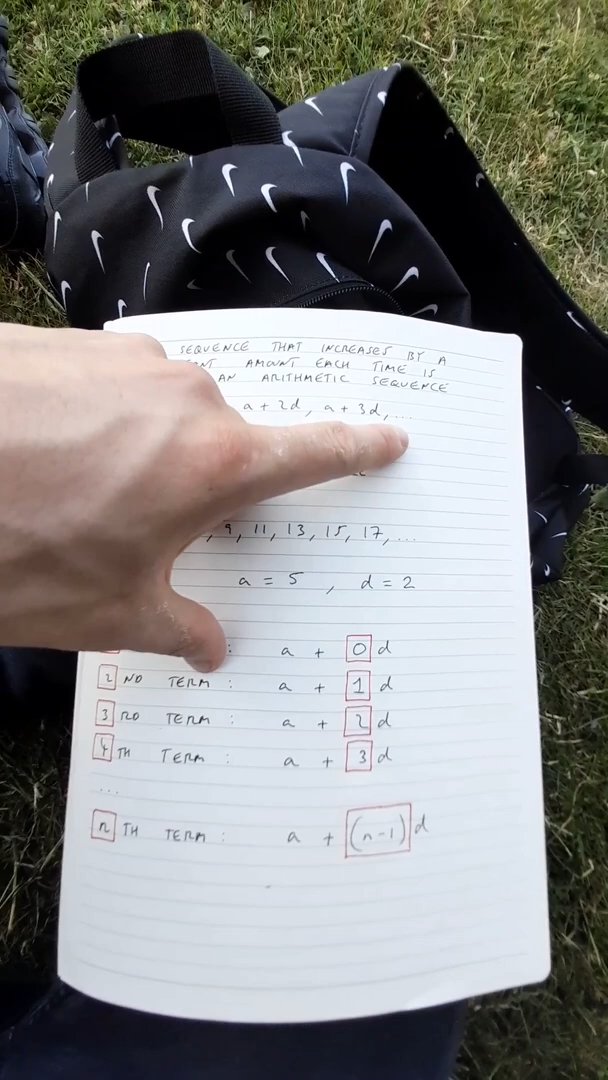 SEQUENCE THAT INCREASES BY A
AMOUNT EACH TIME IS
AN ARITHMETIC SEQUENCE
a + 2d, a + 3d, ...
, 9, 11, 13, 15, 17, ...
a = 5 , d = 2
: a + 0 d
2 ND TERM : a + 1 d
3 RD TERM : a + 2 d
4 TH TERM : a + 3 d
...
n TH TERM : a + (n-1) d